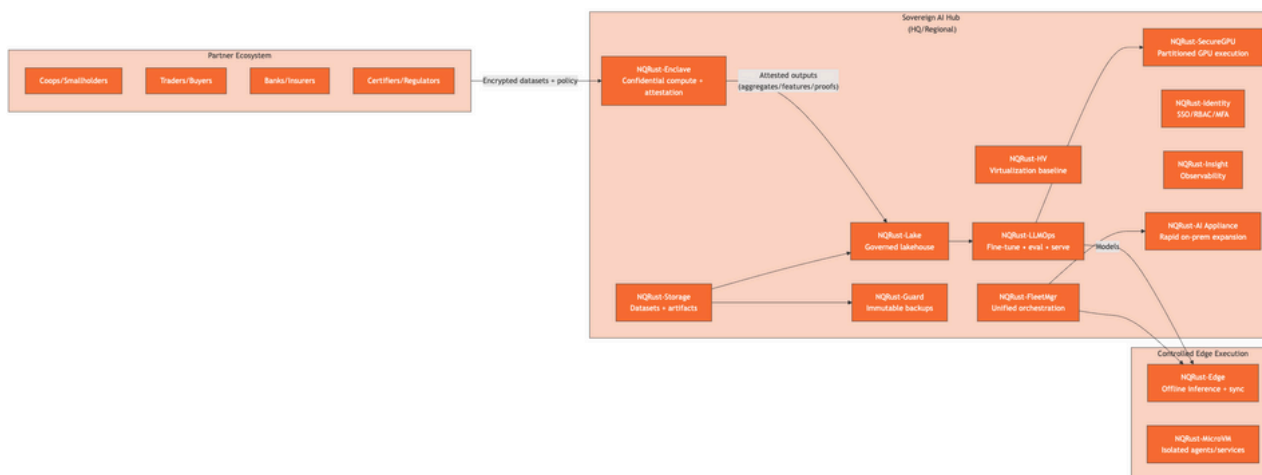 Sovereign AI Hub
(HQ/Regional)
Partner Ecosystem
Coops/Smallholders
Traders/Buyers
Banks/Insurers
Certifiers/Regulators
Encrypted datasets + policy
NQRust-Enclave
Confidential compute +
attestation
Attested outputs
(aggregates/features/proofs)
NQRust-SecureGPU
Partitioned GPU execution
NQRust-Identity
SSO/RBAC/MFA
NQRust-HV
Virtualization baseline
NQRust-Insight
Observability
NQRust-Lake
Governed lakehouse
NQRust-LLMOps
Fine-tune + eval + serve
Models
NQRust-AI Appliance
Rapid on-prem expansion
NQRust-Storage
Datasets + artifacts
NQRust-Guard
Immutable backups
NQRust-FleetMgr
Unified orchestration
Controlled Edge Execution
NQRust-Edge
Offline inference + sync
NQRust-MicroVM
Isolated agents/services